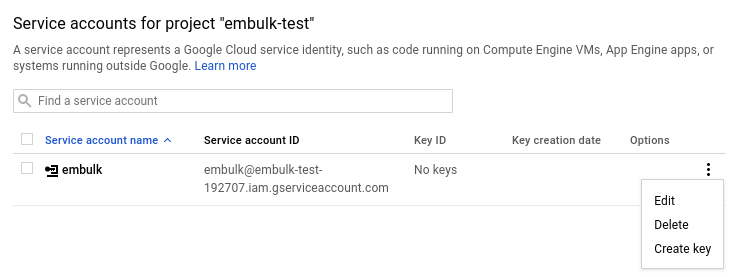 Service accounts for project "embulk-test"
A service account represents a Google Cloud service identity, such as code running on Compute Engine VMs, App Engine apps, or
systems running outside Google. Learn more
Find a service account
Service account name Service account ID Key ID Key creation date Options
embulk embulk@embulk-test- No keys
192707.iam.gserviceaccount.com
Edit
Delete
Create key